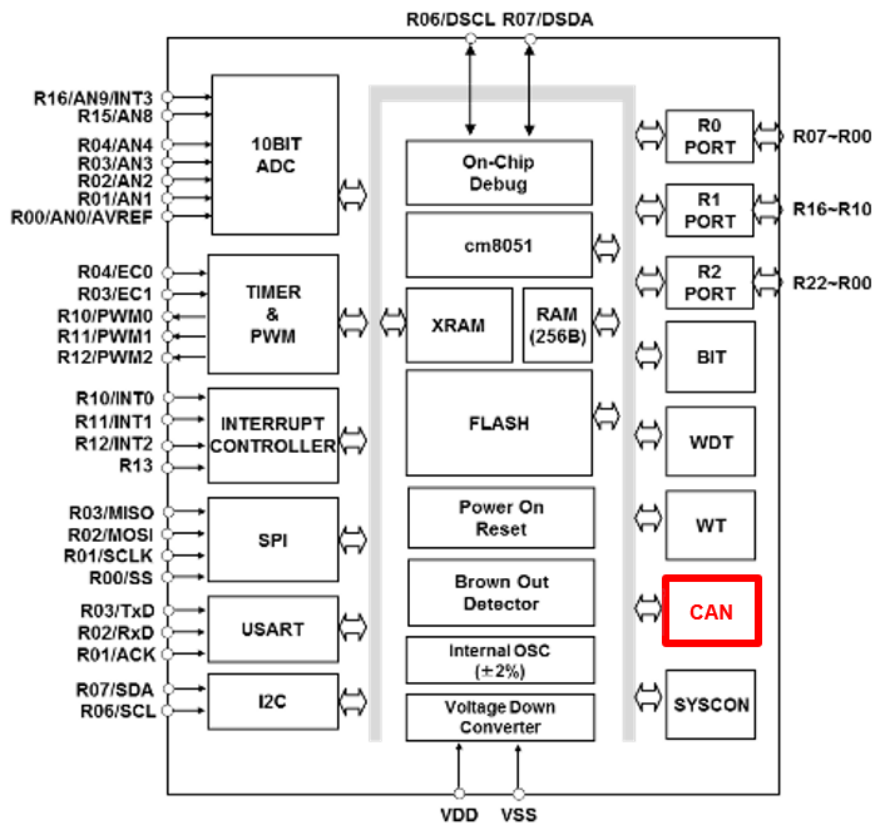 R06/DSCL R07/DSDA
R16/AN9/INT3
R15/AN8
R04/AN4
R03/AN3
R02/AN2
R01/AN1
R00/AN0/AVREF
10BIT
ADC
R04/EC0
R03/EC1
R10/PWM0
R11/PWM1
R12/PWM2
TIMER
&
PWM
R10/INT0
R11/INT1
R12/INT2
R13
INTERRUPT
CONTROLLER
R03/MISO
R02/MOSI
R01/SCLK
R00/SS
SPI
R03/TxD
R02/RxD
R01/ACK
USART
R07/SDA
R06/SCL
I2C
On-Chip
Debug
cm8051
XRAM
RAM
(256B)
FLASH
Power On
Reset
Brown Out
Detector
Internal OSC
(±2%)
Voltage Down
Converter
VDD
VSS
R0
PORT
R07~R00
R1
PORT
R16~R10
R2
PORT
R22~R00
BIT
WDT
WT
CAN
SYSCON